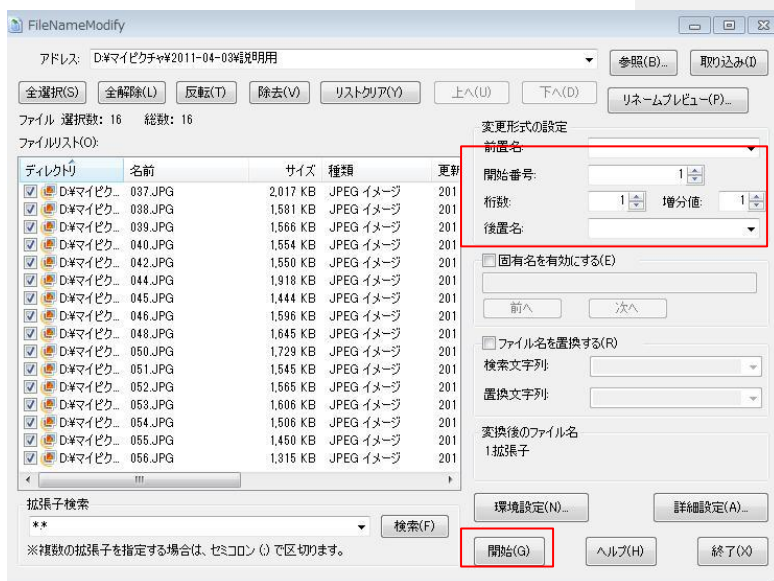 FileNameModify
アドレス: D:¥マイピクチャ¥2011-04-03¥説明用 参照(B)... 取り込み(I)
全選択(S) 全解除(L) 反転(T) 除去(V) リストクリア(Y) 上へ(U) 下へ(D) リネームプレビュー(P)...
ファイル 選択数: 16 総数: 16
ファイルリスト(O):
ディレクトリ 名前 サイズ 種類 更新
D:¥マイピク... 037.JPG 2,017 KB JPEG イメージ 201
D:¥マイピク... 038.JPG 1,581 KB JPEG イメージ 201
D:¥マイピク... 039.JPG 1,566 KB JPEG イメージ 201
D:¥マイピク... 040.JPG 1,554 KB JPEG イメージ 201
D:¥マイピク... 042.JPG 1,550 KB JPEG イメージ 201
D:¥マイピク... 044.JPG 1,918 KB JPEG イメージ 201
D:¥マイピク... 045.JPG 1,444 KB JPEG イメージ 201
D:¥マイピク... 046.JPG 1,596 KB JPEG イメージ 201
D:¥マイピク... 048.JPG 1,645 KB JPEG イメージ 201
D:¥マイピク... 050.JPG 1,729 KB JPEG イメージ 201
D:¥マイピク... 051.JPG 1,545 KB JPEG イメージ 201
D:¥マイピク... 052.JPG 1,565 KB JPEG イメージ 201
D:¥マイピク... 053.JPG 1,606 KB JPEG イメージ 201
D:¥マイピク... 054.JPG 1,506 KB JPEG イメージ 201
D:¥マイピク... 055.JPG 1,450 KB JPEG イメージ 201
D:¥マイピク... 056.JPG 1,315 KB JPEG イメージ 201
拡張子検索
*.* 検索(F)
※複数の拡張子を指定する場合は、セミコロン (;) で区切ります。
変更形式の設定
前置名:
開始番号: 1
桁数: 1 増分値: 1
後置名:
固有名を有効にする(E)
前へ 次へ
ファイル名を置換する(R)
検索文字列:
置換文字列:
変換後のファイル名
1.拡張子
環境設定(N)... 詳細設定(A)...
開始(G) ヘルプ(H) 終了(X)